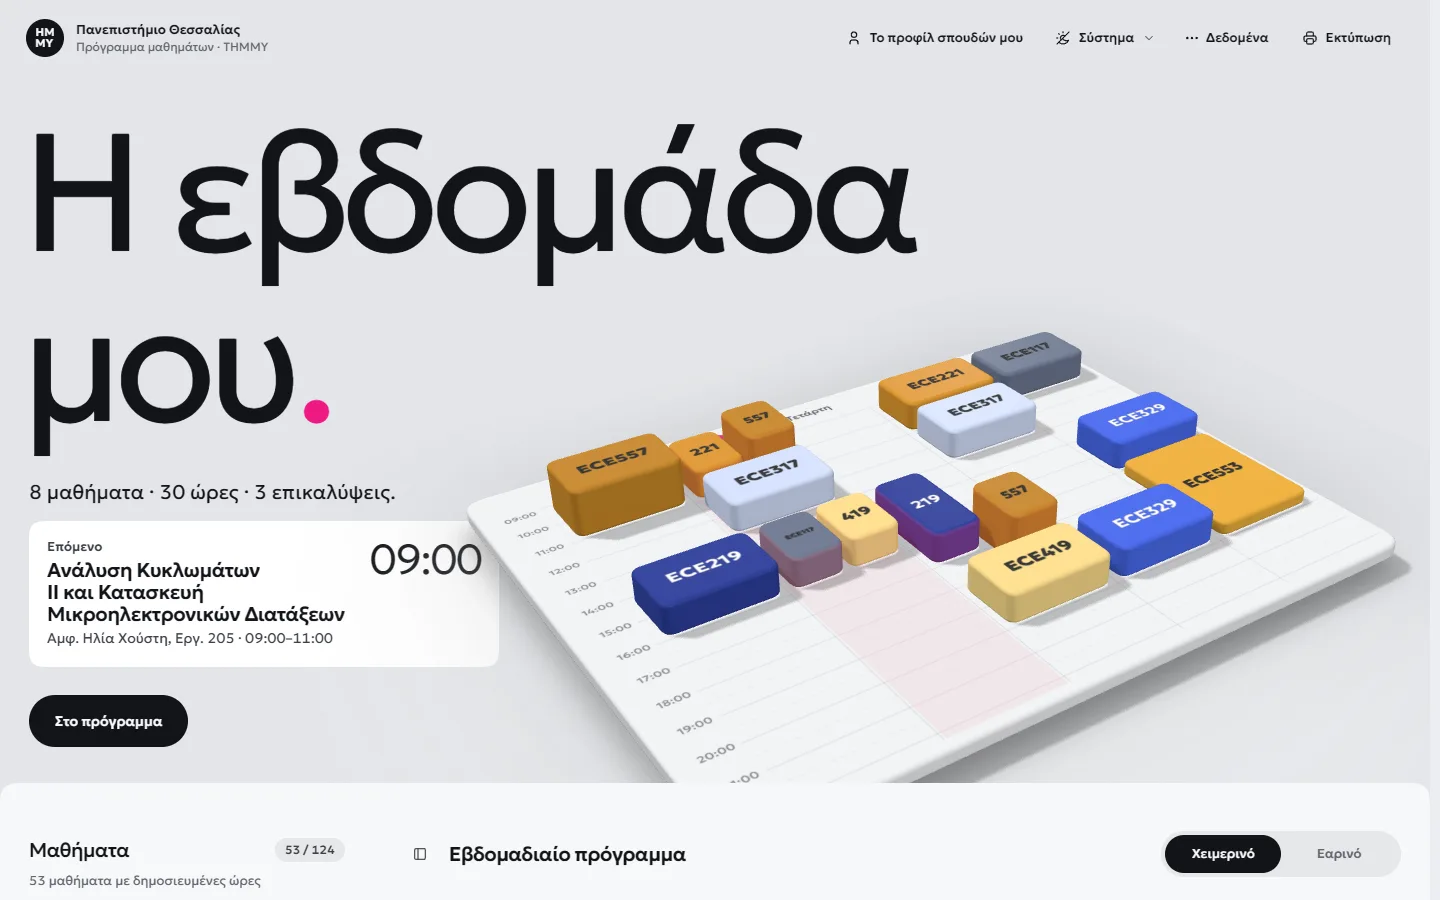 HM
MY
Πανεπιστήμιο Θεσσαλίας
Πρόγραμμα μαθημάτων · ΤΗΜΜΥ
Το προφίλ σπουδών μου
Σύστημα
Δεδομένα
Εκτύπωση
Η εβδομάδα
μου.
8 μαθήματα · 30 ώρες · 3 επικαλύψεις.
Επόμενο
09:00
Ανάλυση Κυκλωμάτων
ΙΙ και Κατασκευή
Μικροηλεκτρονικών Διατάξεων
Αμφ. Ηλία Χούστη, Εργ. 205 · 09:00–11:00
Στο πρόγραμμα
Τετάρτη
ECE117
ECE221
ECE317
ECE329
557
221
ECE557
ECE317
ECE553
557
219
419
ECE117
ECE329
ECE419
ECE219
09:00
10:00
11:00
12:00
13:00
14:00
15:00
16:00
17:00
18:00
19:00
20:00
Μαθήματα
53 / 124
53 μαθήματα με δημοσιευμένες ώρες
Εβδομαδιαίο πρόγραμμα
Χειμερινό
Εαρινό